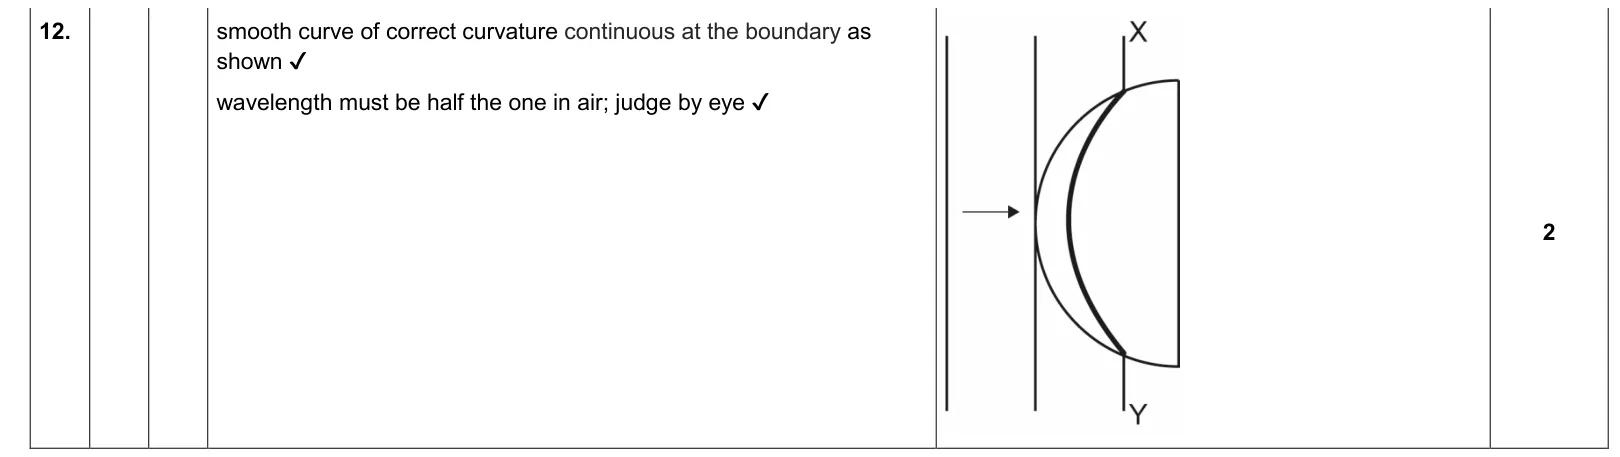 12.
smooth curve of correct curvature continuous at the boundary as
shown ✓
wavelength must be half the one in air; judge by eye ✓
X
Y
2